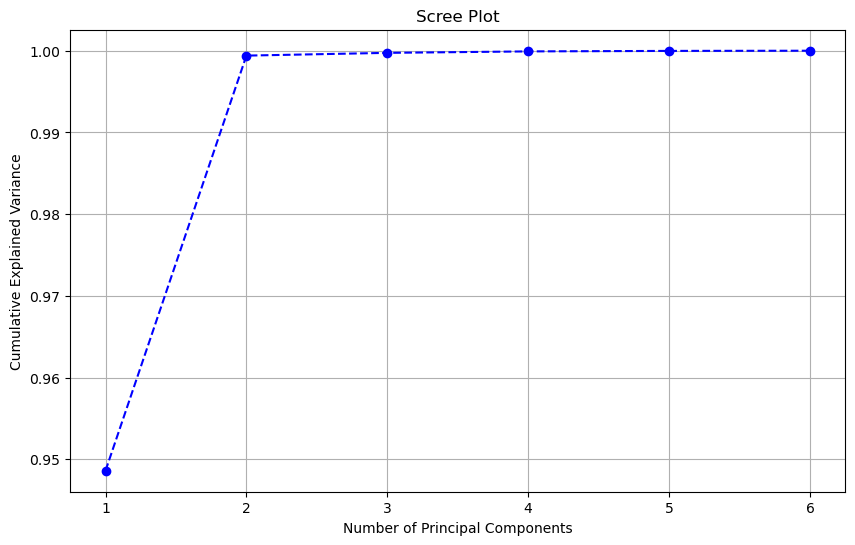 Scree Plot
Cumulative Explained Variance
1.00
0.99
0.98
0.97
0.96
0.95
1 2 3 4 5 6
Number of Principal Components